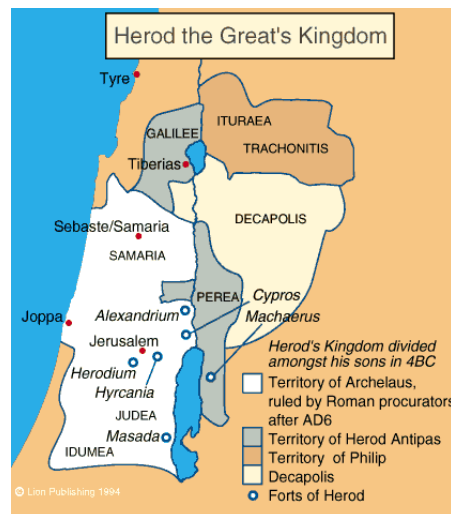 Herod the Great's Kingdom
Tyre
ITURAEA
GALILEE
TRACHONITIS
Tiberias
DECAPOLIS
Sebaste/Samaria
SAMARIA
PEREA
Cypros
Alexandrium
Machaerus
Joppa
Jerusalem
Herodium
Hyrcania
JUDEA
Masada
IDUMEA
Herod's Kingdom divided
amongst his sons in 4BC
Territory of Archelaus,
ruled by Roman procurators
after AD6
Territory of Herod Antipas
Territory of Philip
Decapolis
Forts of Herod
© Linn Publishing 1994